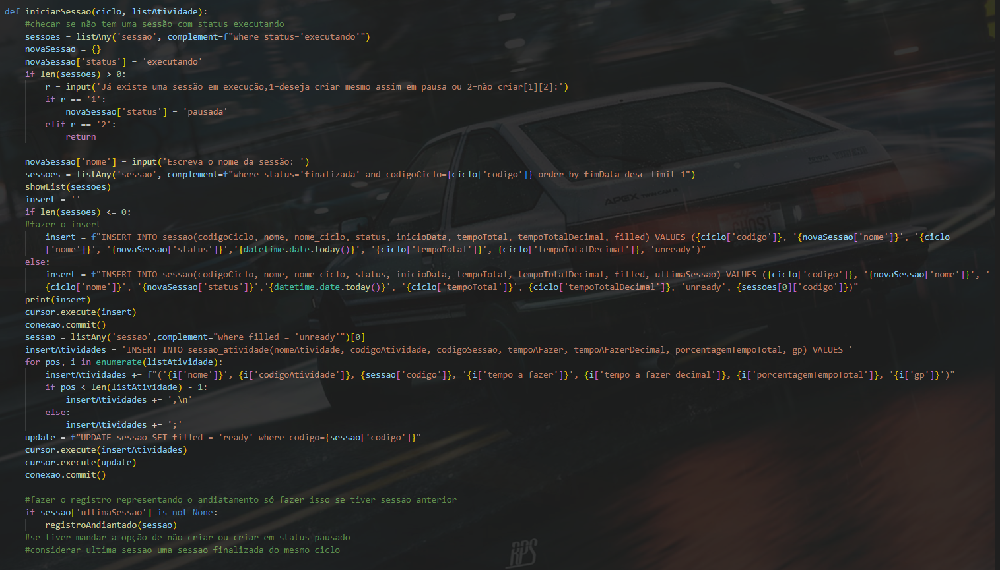 def iniciarSessao(ciclo, listAtividade):
    #checar se não tem uma sessão com status executando
    sessoes = listAny('sessao', complement=f"where status='executando'")
    novaSessao = {}
    novaSessao['status'] = 'executando'
    if len(sessoes) > 0:
        r = input('Já existe uma sessão em execução,1=deseja criar mesmo assim em pausa ou 2=não criar[1][2]:')
        if r == '1':
            novaSessao['status'] = 'pausada'
        elif r == '2':
            return

    novaSessao['nome'] = input('Escreva o nome da sessão: ')
    sessoes = listAny('sessao', complement=f"where status='finalizada' and codigoCiclo={ciclo['codigo']} order by fimData desc limit 1")
    showList(sessoes)
    insert = ''
    if len(sessoes) <= 0:
    #fazer o insert
        insert = f"INSERT INTO sessao(codigoCiclo, nome, nome_ciclo, status, inicioData, tempoTotal, tempoTotalDecimal, filled) VALUES ({ciclo['codigo']}, '{novaSessao['nome']}', '{ciclo
        ['nome']}', '{novaSessao['status']}','{datetime.date.today()}', '{ciclo['tempoTotal']}', {ciclo['tempoTotalDecimal']}, 'unready')"
    else:
        insert = f"INSERT INTO sessao(codigoCiclo, nome, nome_ciclo, status, inicioData, tempoTotal, tempoTotalDecimal, filled, ultimaSessao) VALUES ({ciclo['codigo']}, '{novaSessao['nome']}', '
        {ciclo['nome']}', '{novaSessao['status']}','{datetime.date.today()}', '{ciclo['tempoTotal']}', {ciclo['tempoTotalDecimal']}, 'unready', {sessoes[0]['codigo']})"
    print(insert)
    cursor.execute(insert)
    conexao.commit()
    sessao = listAny('sessao',complement="where filled = 'unready'")[0]
    insertAtividades = 'INSERT INTO sessao_atividade(nomeAtividade, codigoAtividade, codigoSessao, tempoAFazer, tempoAFazerDecimal, porcentagemTempoTotal, gp) VALUES '
    for pos, i in enumerate(listAtividade):
        insertAtividades += f"('{i['nome']}', {i['codigoAtividade']}, {sessao['codigo']}, '{i['tempo a fazer']}', {i['tempo a fazer decimal']}, {i['porcentagemTempoTotal']}, '{i['gp']}')"
        if pos < len(listAtividade) - 1:
            insertAtividades += ',\n'
        else:
            insertAtividades += ';'
    update = f"UPDATE sessao SET filled = 'ready' where codigo={sessao['codigo']}"
    cursor.execute(insertAtividades)
    cursor.execute(update)
    conexao.commit()

    #fazer o registro representando o andiatamento só fazer isso se tiver sessao anterior
    if sessao['ultimaSessao'] is not None:
        registroAndiantado(sessao)
    #se tiver mandar a opção de não criar ou criar em status pausado
    #considerar ultima sessao uma sessao finalizada do mesmo ciclo
APEX TWIN CAM
TOYOTA
GHOST
RPS